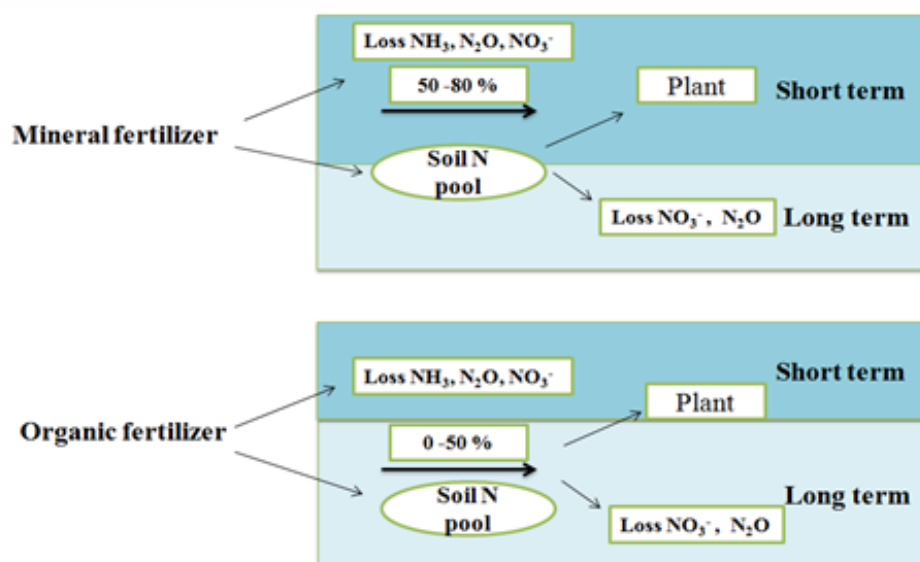 Loss NH₃, N₂O, NO₃⁻
50 -80 %
Plant
Short term
Mineral fertilizer
Soil N
pool
Loss NO₃⁻ , N₂O
Long term
Loss NH₃, N₂O, NO₃⁻
Short term
Plant
Organic fertilizer
0 -50 %
Soil N
pool
Long term
Loss NO₃⁻ , N₂O